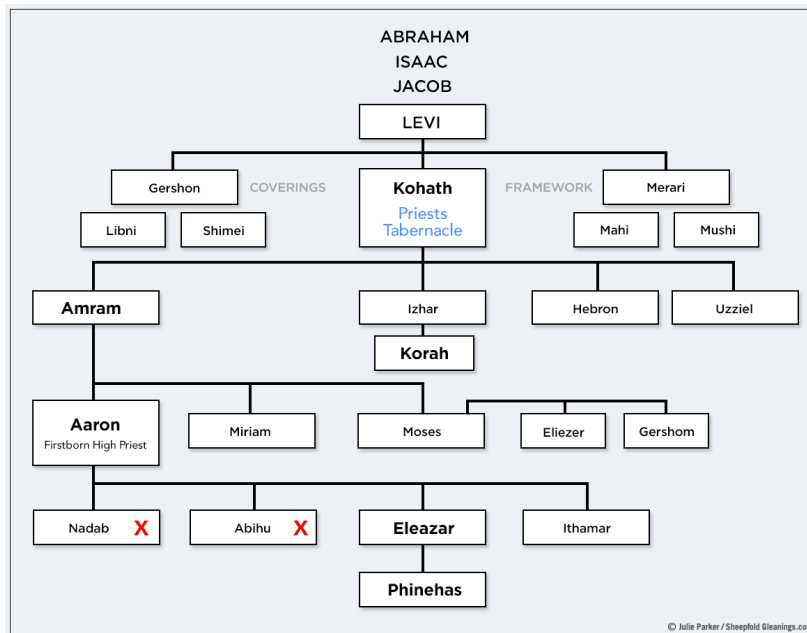 ABRAHAM
ISAAC
JACOB
LEVI
Gershon
COVERINGS
Kohath
Priests
Tabernacle
FRAMEWORK
Merari
Libni
Shimei
Mahi
Mushi
Amram
Izhar
Hebron
Uzziel
Korah
Aaron
Firstborn High Priest
Miriam
Moses
Eliezer
Gershom
Nadab X
Abihu X
Eleazar
Ithamar
Phinehas
© Julie Parker / Sheepfold Gleanings.co